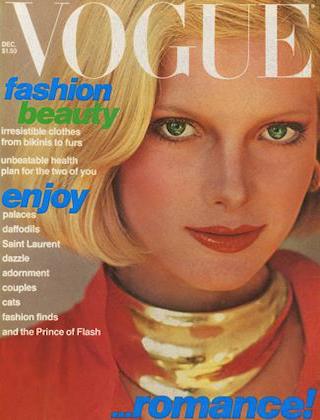 VOGUE
DEC.
$1.50
fashion
beauty
irresistible clothes
from bikinis to furs
unbeatable health
plan for the two of you
enjoy
palaces
daffodils
Saint Laurent
dazzle
adornment
couples
cats
fashion finds
and the Prince of Flash
...romance!